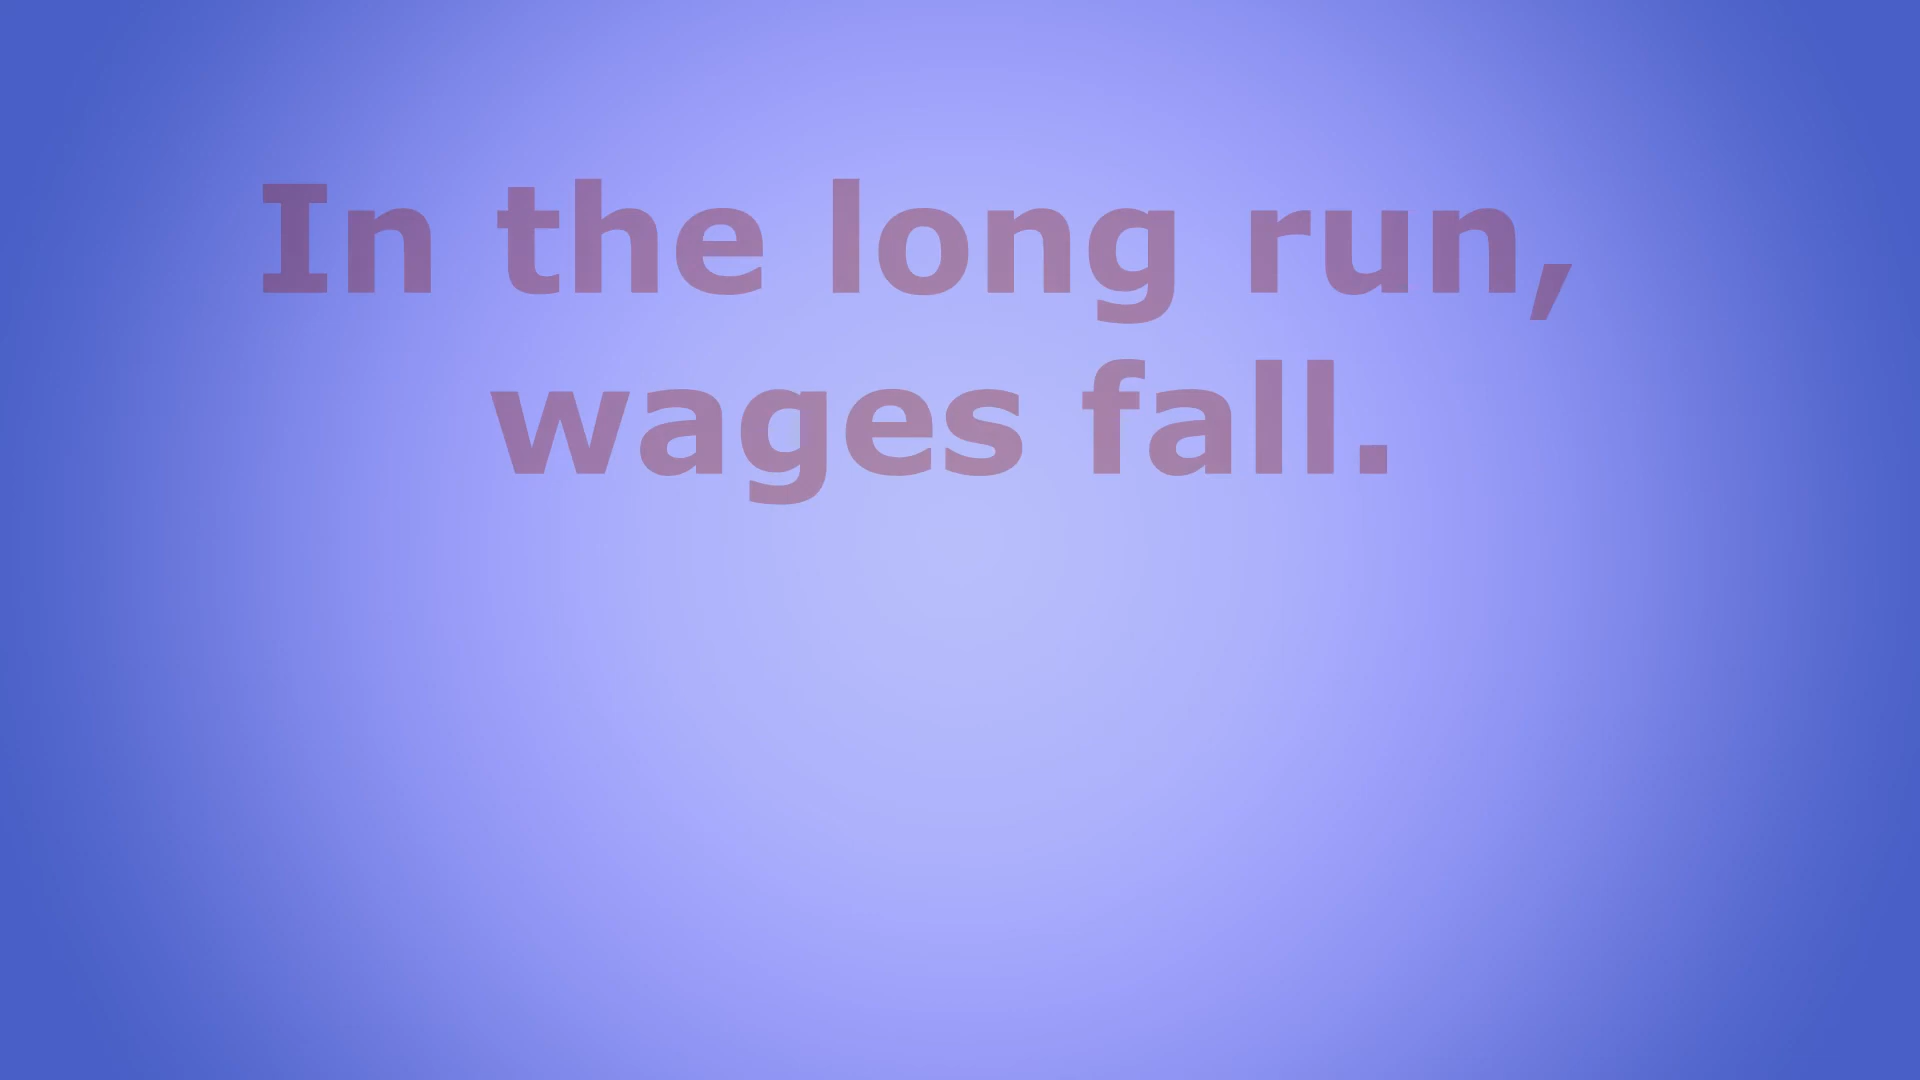 In the long run,
wages fall.